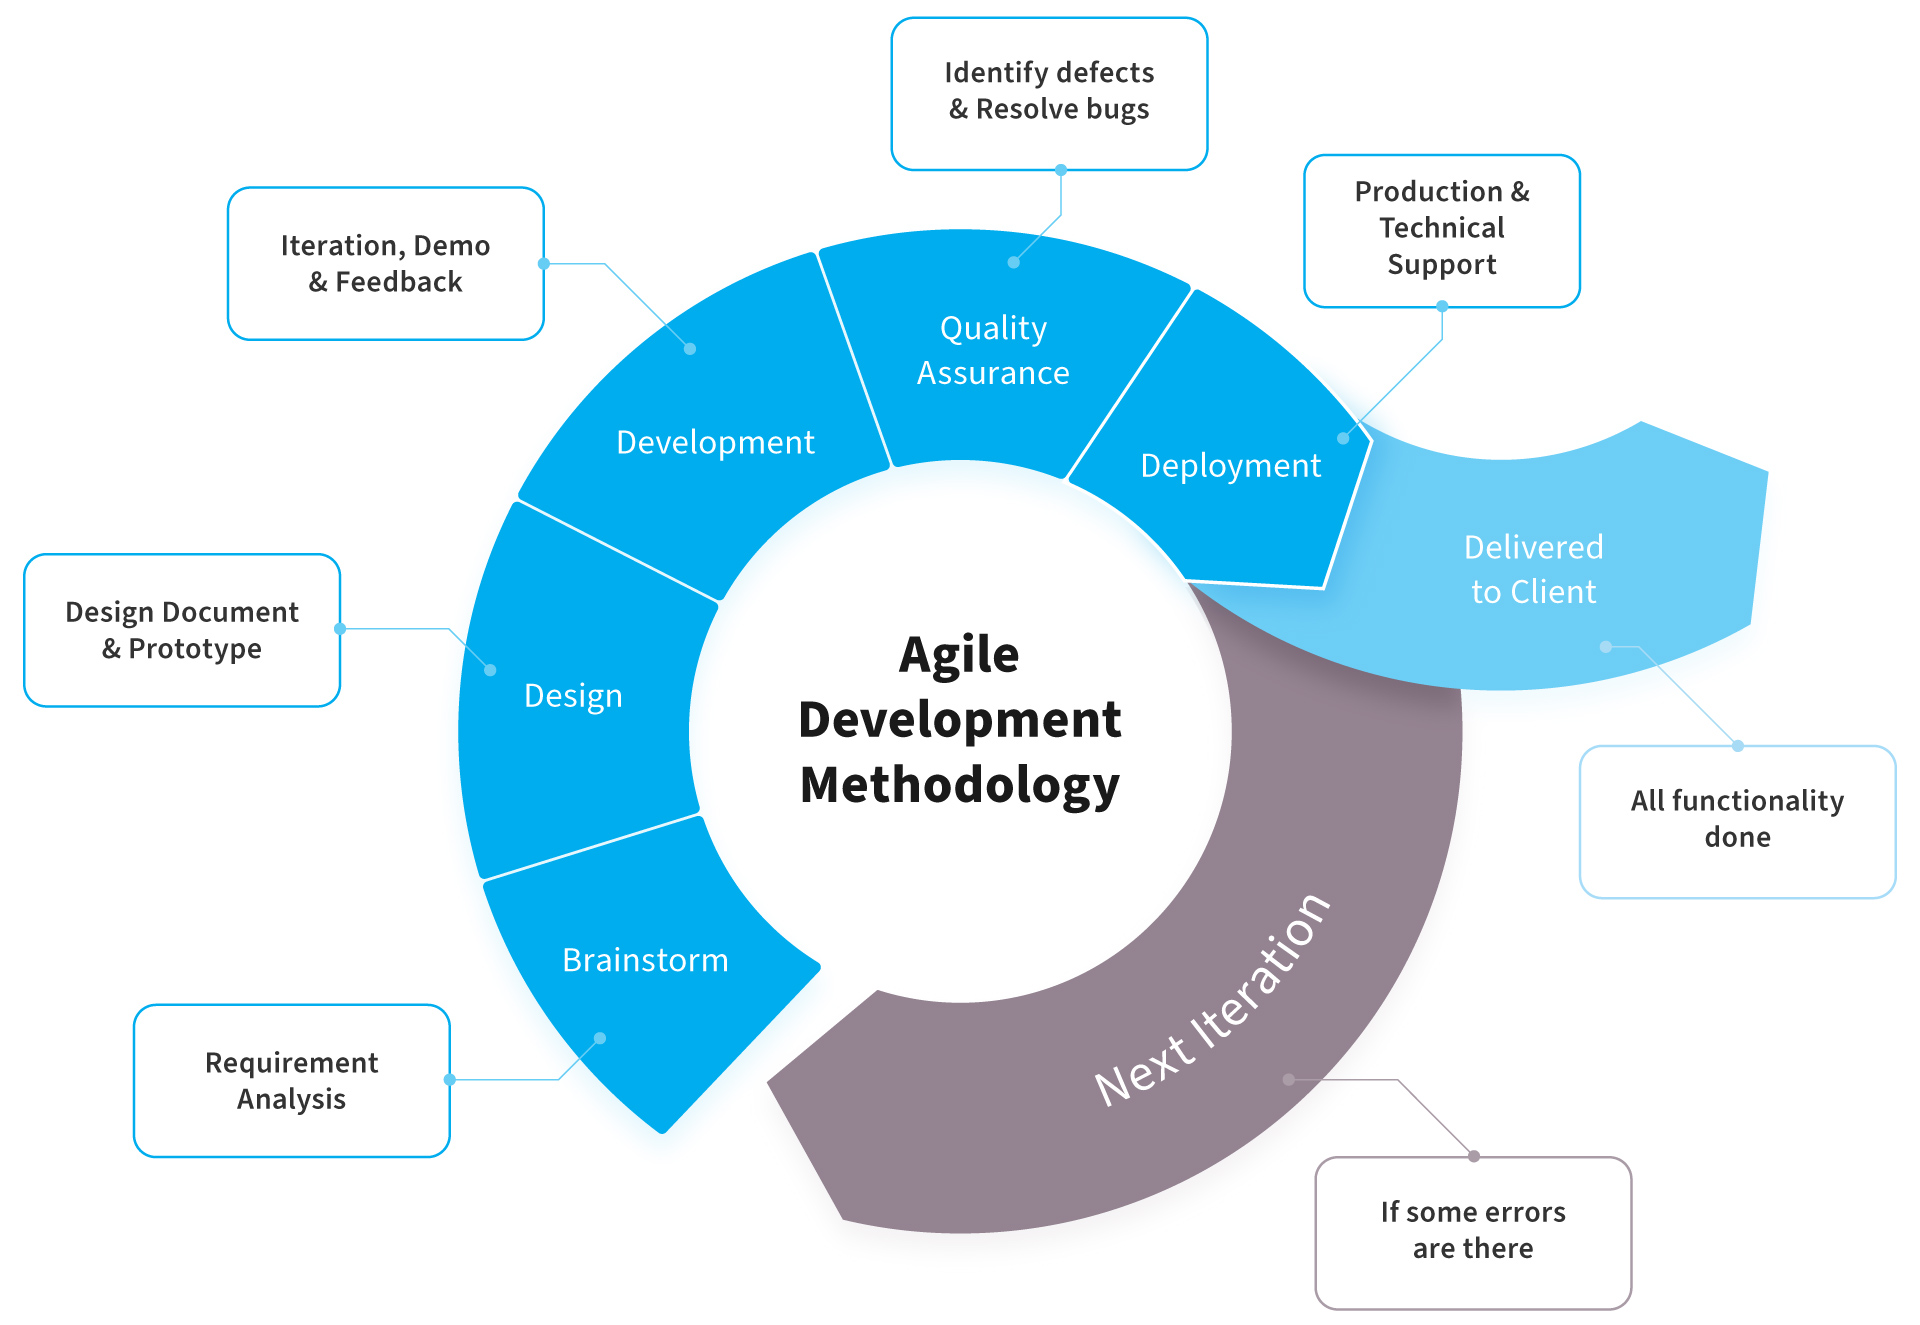 Identify defects
& Resolve bugs
Production &
Technical
Support
Iteration, Demo
& Feedback
Quality
Assurance
Development
Deployment
Delivered
to Client
Design Document
& Prototype
Design
Agile
Development
Methodology
All functionality
done
Brainstorm
Next Iteration
Requirement
Analysis
If some errors
are there